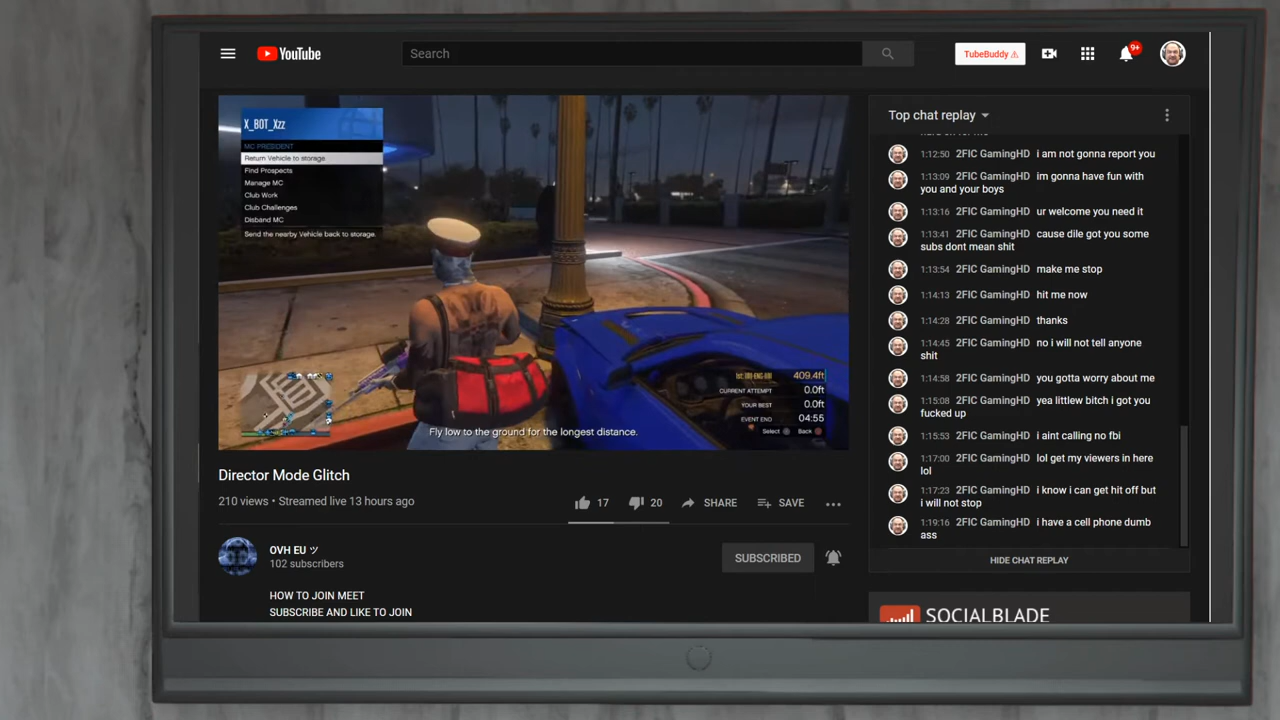 YouTube
Search
TubeBuddy
9+
X_BOT_Xzz
MC PRESIDENT
Return Vehicle to storage
Find Prospects
Manage MC
Club Work
Club Challenges
Disband MC
Send the nearby Vehicle back to storage.
409.4ft
CURRENT ATTEMPT 0.0ft
YOUR BEST 0.0ft
EVENT END 04:55
Select Back
Fly low to the ground for the longest distance.
Director Mode Glitch
210 views • Streamed live 13 hours ago
17 20 SHARE SAVE
OVH EU ツ
102 subscribers
SUBSCRIBED
HOW TO JOIN MEET
SUBSCRIBE AND LIKE TO JOIN
Top chat replay
1:12:50 2FIC GamingHD i am not gonna report you
1:13:09 2FIC GamingHD im gonna have fun with
you and your boys
1:13:16 2FIC GamingHD ur welcome you need it
1:13:41 2FIC GamingHD cause dile got you some
subs dont mean shit
1:13:54 2FIC GamingHD make me stop
1:14:13 2FIC GamingHD hit me now
1:14:28 2FIC GamingHD thanks
1:14:45 2FIC GamingHD no i will not tell anyone
shit
1:14:58 2FIC GamingHD you gotta worry about me
1:15:08 2FIC GamingHD yea littlew bitch i got you
fucked up
1:15:53 2FIC GamingHD i aint calling no fbi
1:17:00 2FIC GamingHD lol get my viewers in here
lol
1:17:23 2FIC GamingHD i know i can get hit off but
i will not stop
1:19:16 2FIC GamingHD i have a cell phone dumb
ass
HIDE CHAT REPLAY
SOCIALBLADE